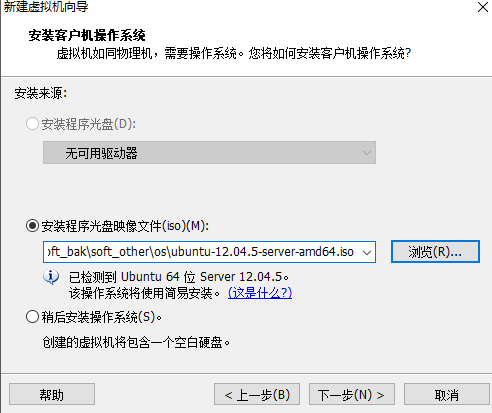 新建虚拟机向导
安装客户机操作系统
虚拟机如同物理机，需要操作系统。您将如何安装客户机操作系统?
安装来源:
安装程序光盘(D):
无可用驱动器
安装程序光盘映像文件(iso)(M):
oft_bak\soft_other\os\ubuntu-12.04.5-server-amd64.iso
浏览(R)...
已检测到 Ubuntu 64 位 Server 12.04.5。
该操作系统将使用简易安装。 (这是什么?)
稍后安装操作系统(S)。
创建的虚拟机将包含一个空白硬盘。
帮助
< 上一步(B)
下一步(N) >
取消